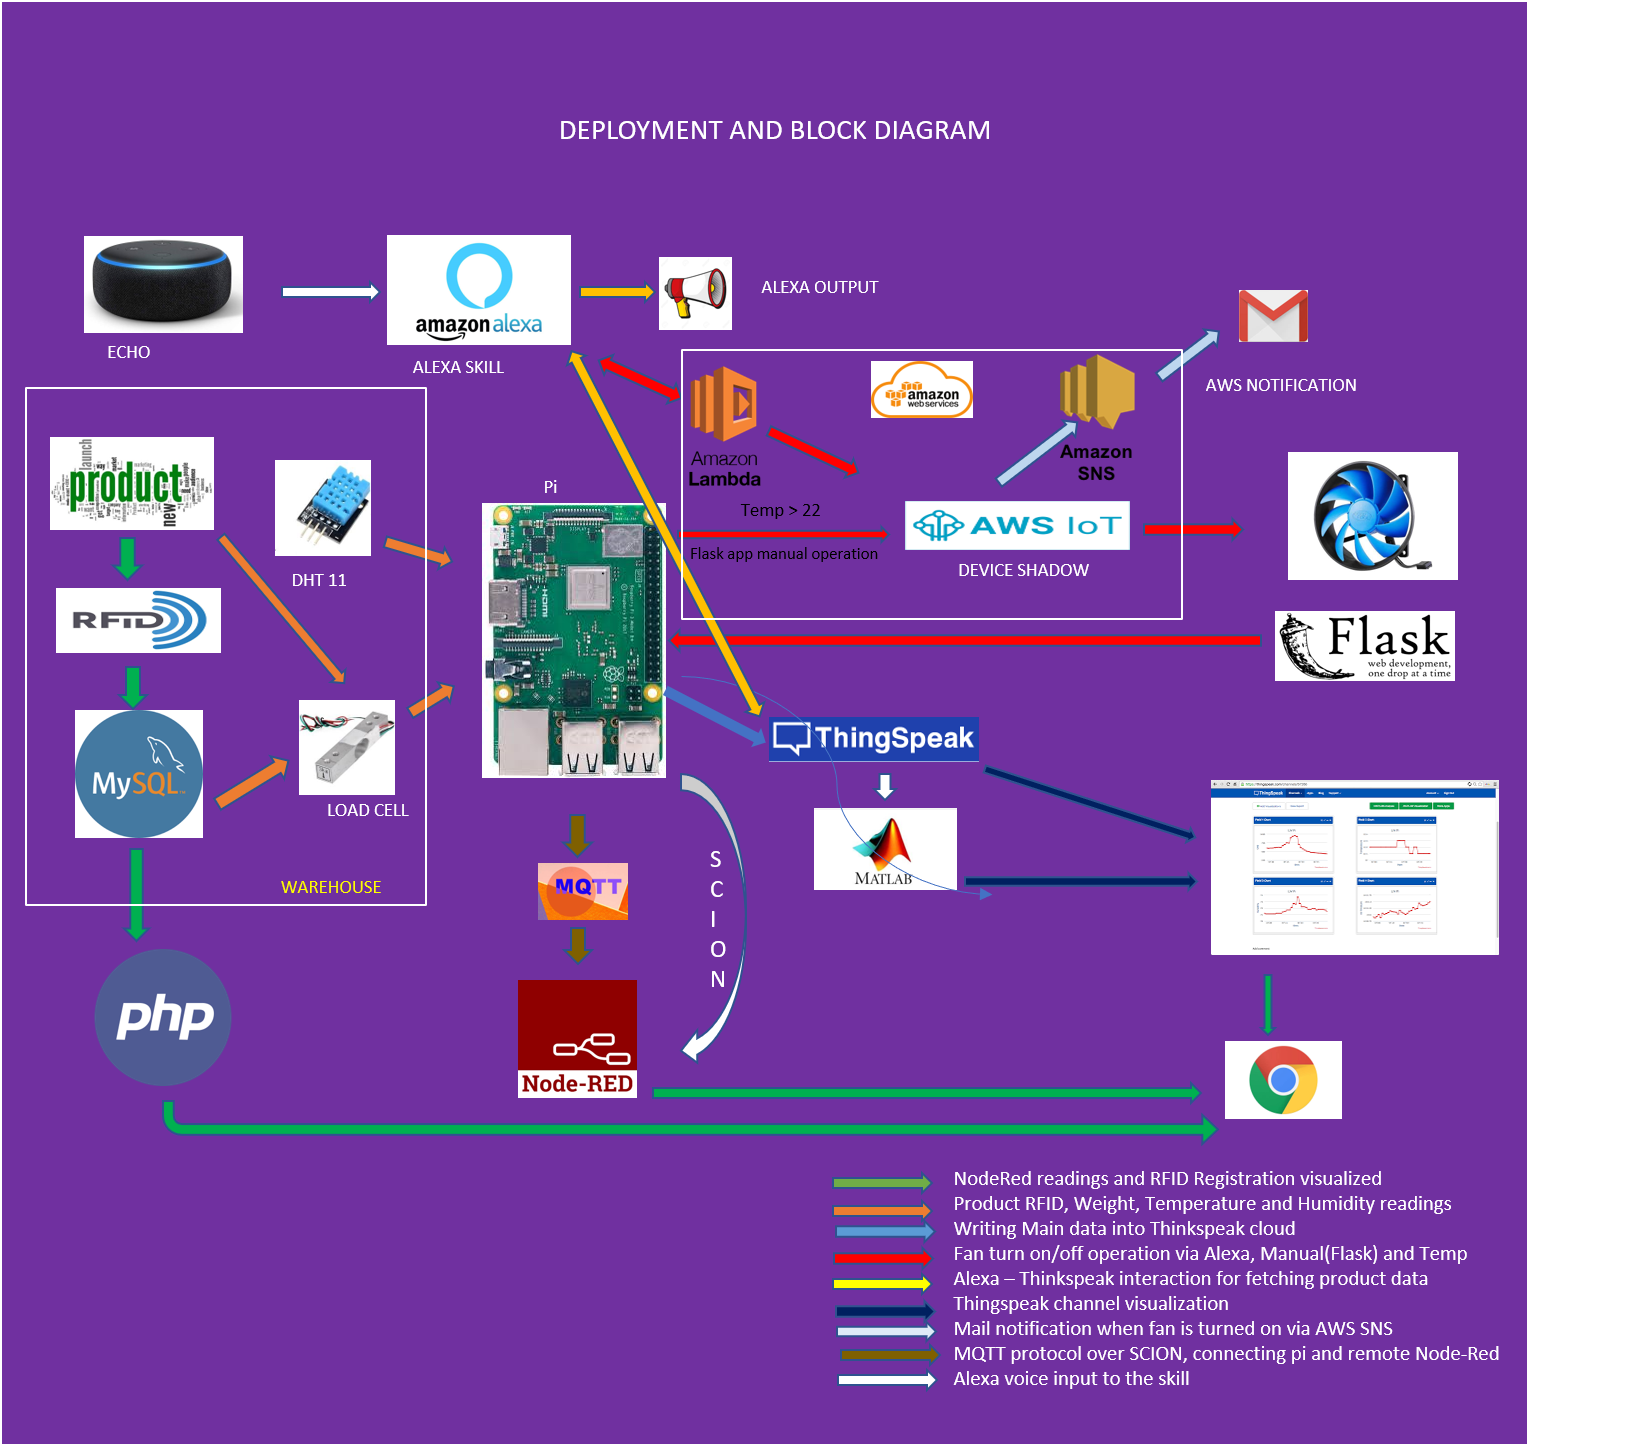 DEPLOYMENT AND BLOCK DIAGRAM
amazon alexa
ALEXA OUTPUT
ECHO
ALEXA SKILL
AWS NOTIFICATION
amazon
web services
Amazon
Lambda
Amazon
SNS
launch
product
new
Pi
Temp > 22
AWS IoT
Flask app manual operation
DEVICE SHADOW
DHT 11
RFID
Flask
web development,
one drop at a time
ThingSpeak
MySQL
LOAD CELL
MATLAB
ThingSpeak
WAREHOUSE
MQTT
SCION
php
Node-RED
NodeRed readings and RFID Registration visualized
Product RFID, Weight, Temperature and Humidity readings
Writing Main data into Thinkspeak cloud
Fan turn on/off operation via Alexa, Manual(Flask) and Temp
Alexa – Thinkspeak interaction for fetching product data
Thingspeak channel visualization
Mail notification when fan is turned on via AWS SNS
MQTT protocol over SCION, connecting pi and remote Node-Red
Alexa voice input to the skill